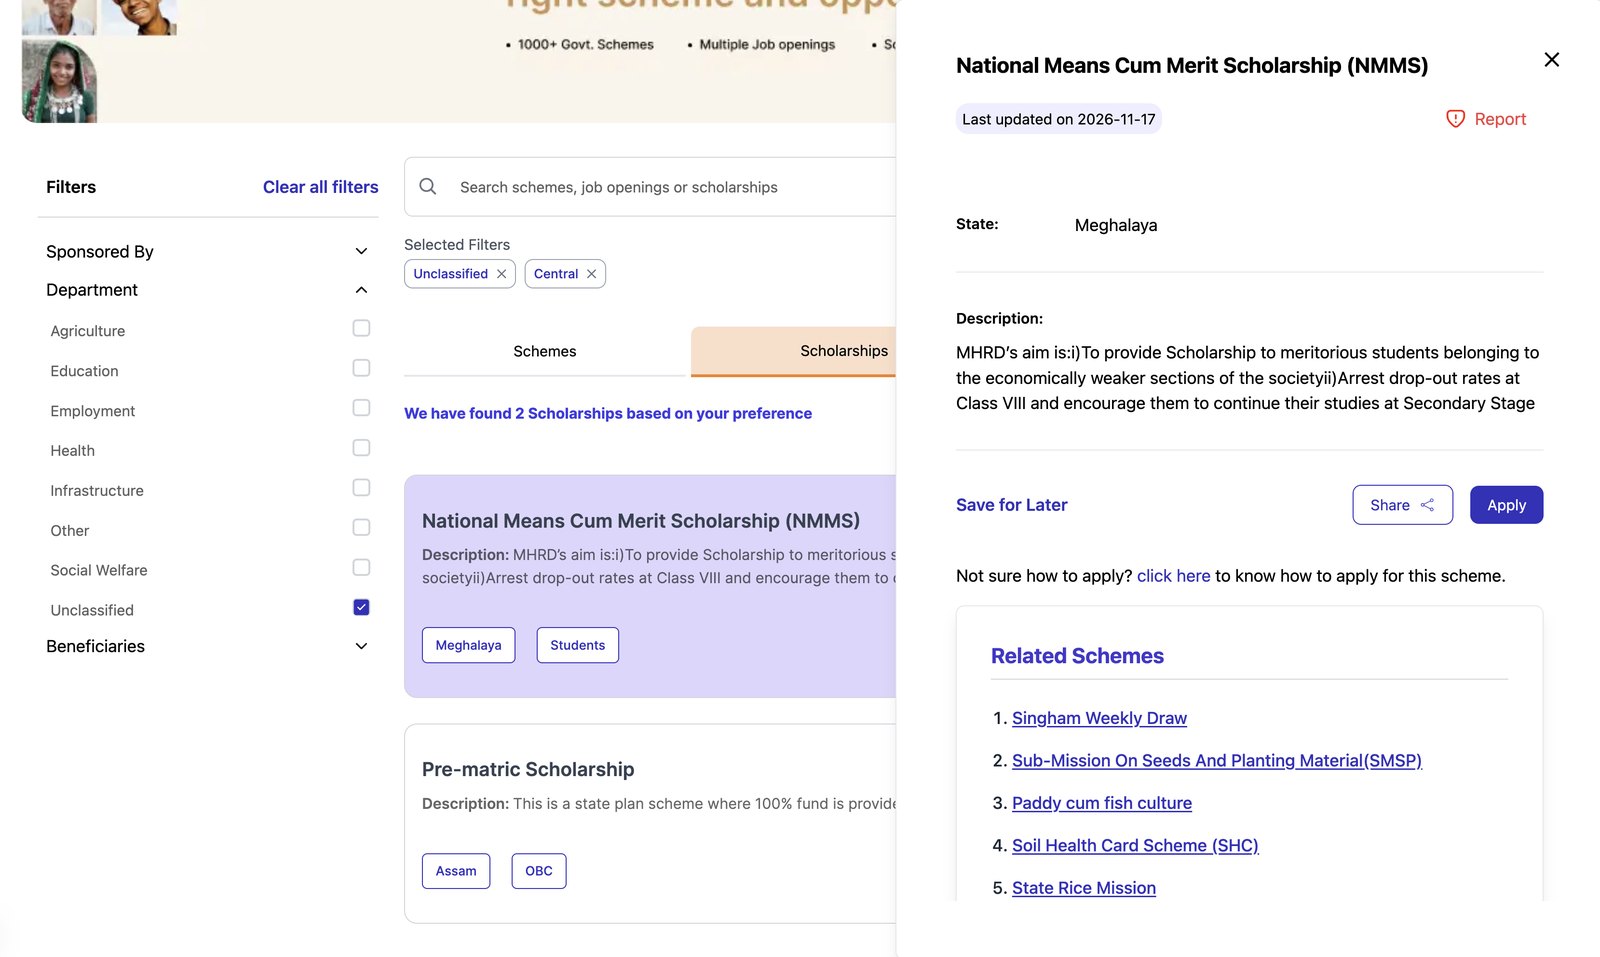 right scheme and oppo
• 1000+ Govt. Schemes • Multiple Job openings •
Filters
Clear all filters
Sponsored By
Department
Agriculture
Education
Employment
Health
Infrastructure
Other
Social Welfare
Unclassified
Beneficiaries
Search schemes, job openings or scholarships
Selected Filters
Unclassified
Central
Schemes
Scholarships
We have found 2 Scholarships based on your preference
National Means Cum Merit Scholarship (NMMS)
Description: MHRD’s aim is:i)To provide Scholarship to meritorious s
societyii)Arrest drop-out rates at Class VIII and encourage them to
Meghalaya
Students
Pre-matric Scholarship
Description: This is a state plan scheme where 100% fund is provide
Assam
OBC
National Means Cum Merit Scholarship (NMMS)
Last updated on 2026-11-17
Report
State:
Meghalaya
Description:
MHRD’s aim is:i)To provide Scholarship to meritorious students belonging to
the economically weaker sections of the societyii)Arrest drop-out rates at
Class VIII and encourage them to continue their studies at Secondary Stage
Save for Later
Share
Apply
Not sure how to apply? click here to know how to apply for this scheme.
Related Schemes
1. Singham Weekly Draw
2. Sub-Mission On Seeds And Planting Material(SMSP)
3. Paddy cum fish culture
4. Soil Health Card Scheme (SHC)
5. State Rice Mission